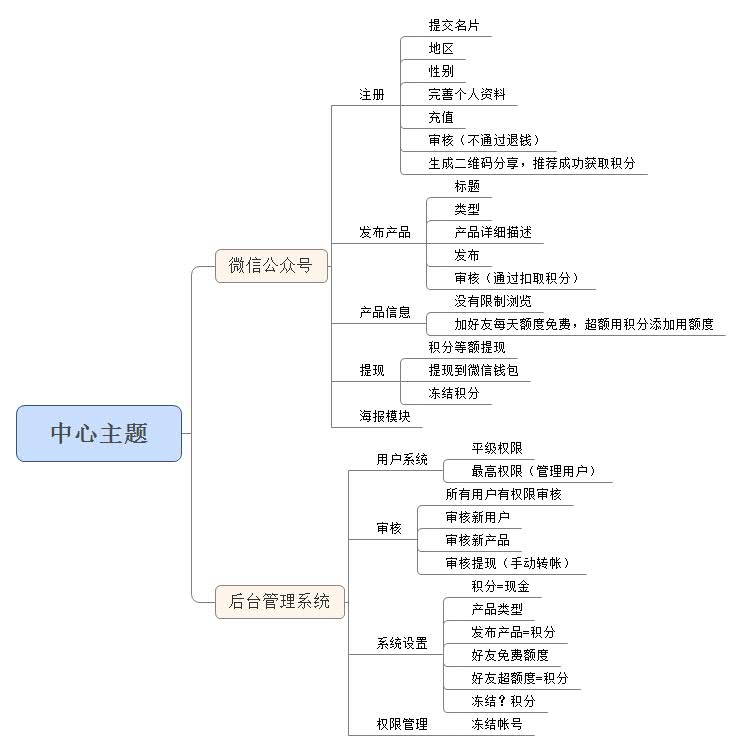 中心主题
微信公众号
注册
提交名片
地区
性别
完善个人资料
充值
审核（不通过退钱）
生成二维码分享，推荐成功获取积分
发布产品
标题
类型
产品详细描述
发布
审核（通过扣取积分）
产品信息
没有限制浏览
加好友每天额度免费，超额用积分添加用额度
提现
积分等额提现
提现到微信钱包
冻结积分
海报模块
后台管理系统
用户系统
平级权限
最高权限（管理用户）
审核
所有用户有权限审核
审核新用户
审核新产品
审核提现（手动转帐）
系统设置
积分=现金
产品类型
发布产品=积分
好友免费额度
好友超额度=积分
冻结？积分
权限管理
冻结帐号